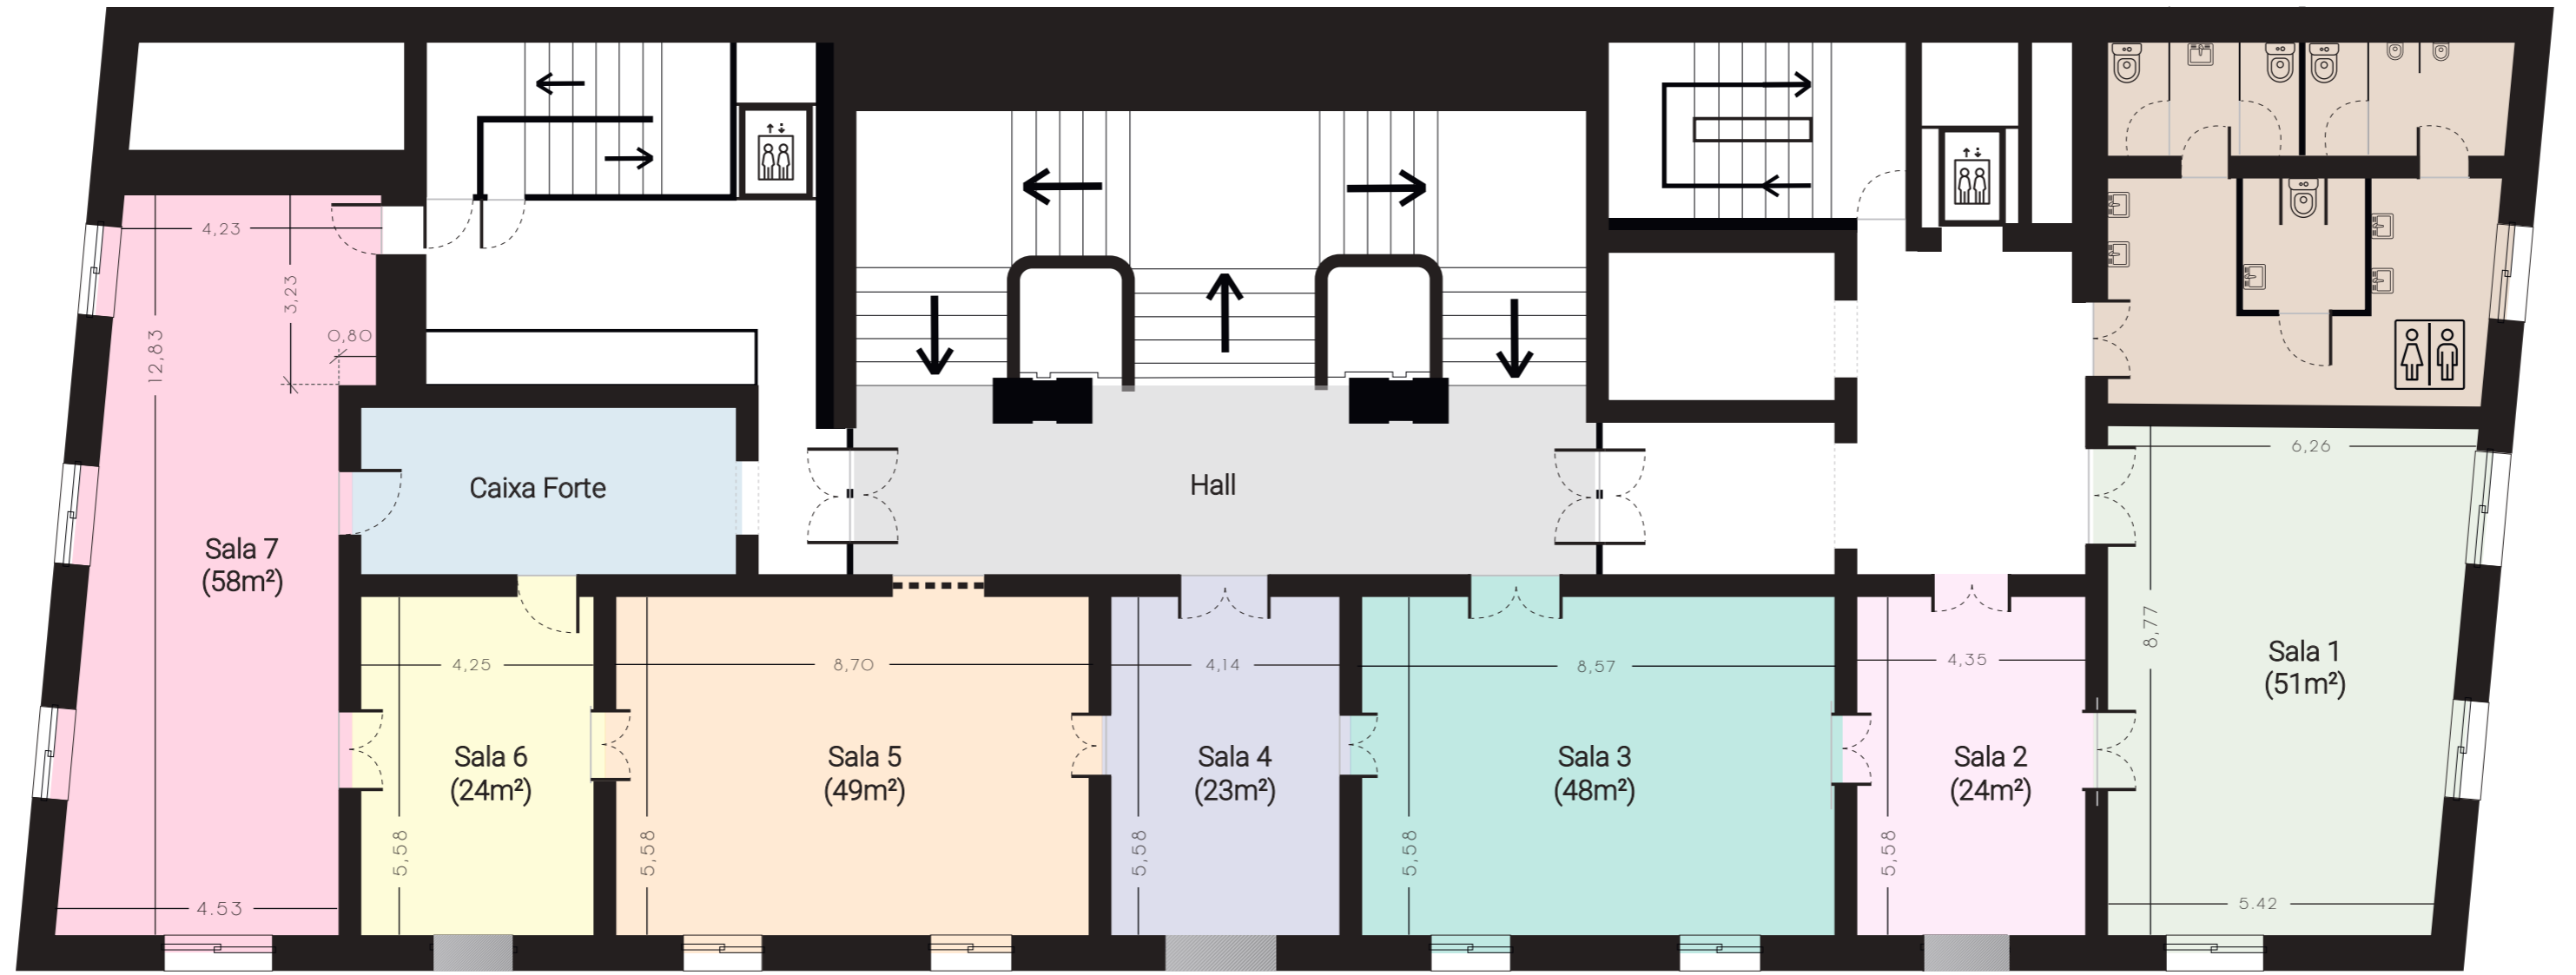 4,23
3,23
0,80
12,83
Caixa Forte
Hall
6,26
Sala 7
(58m²)
8,77
Sala 1
(51m²)
4,25
8,70
4,14
8,57
4,35
Sala 6
(24m²)
Sala 5
(49m²)
Sala 4
(23m²)
Sala 3
(48m²)
Sala 2
(24m²)
5,58
5,58
5,58
5,58
5,58
4.53
5.42